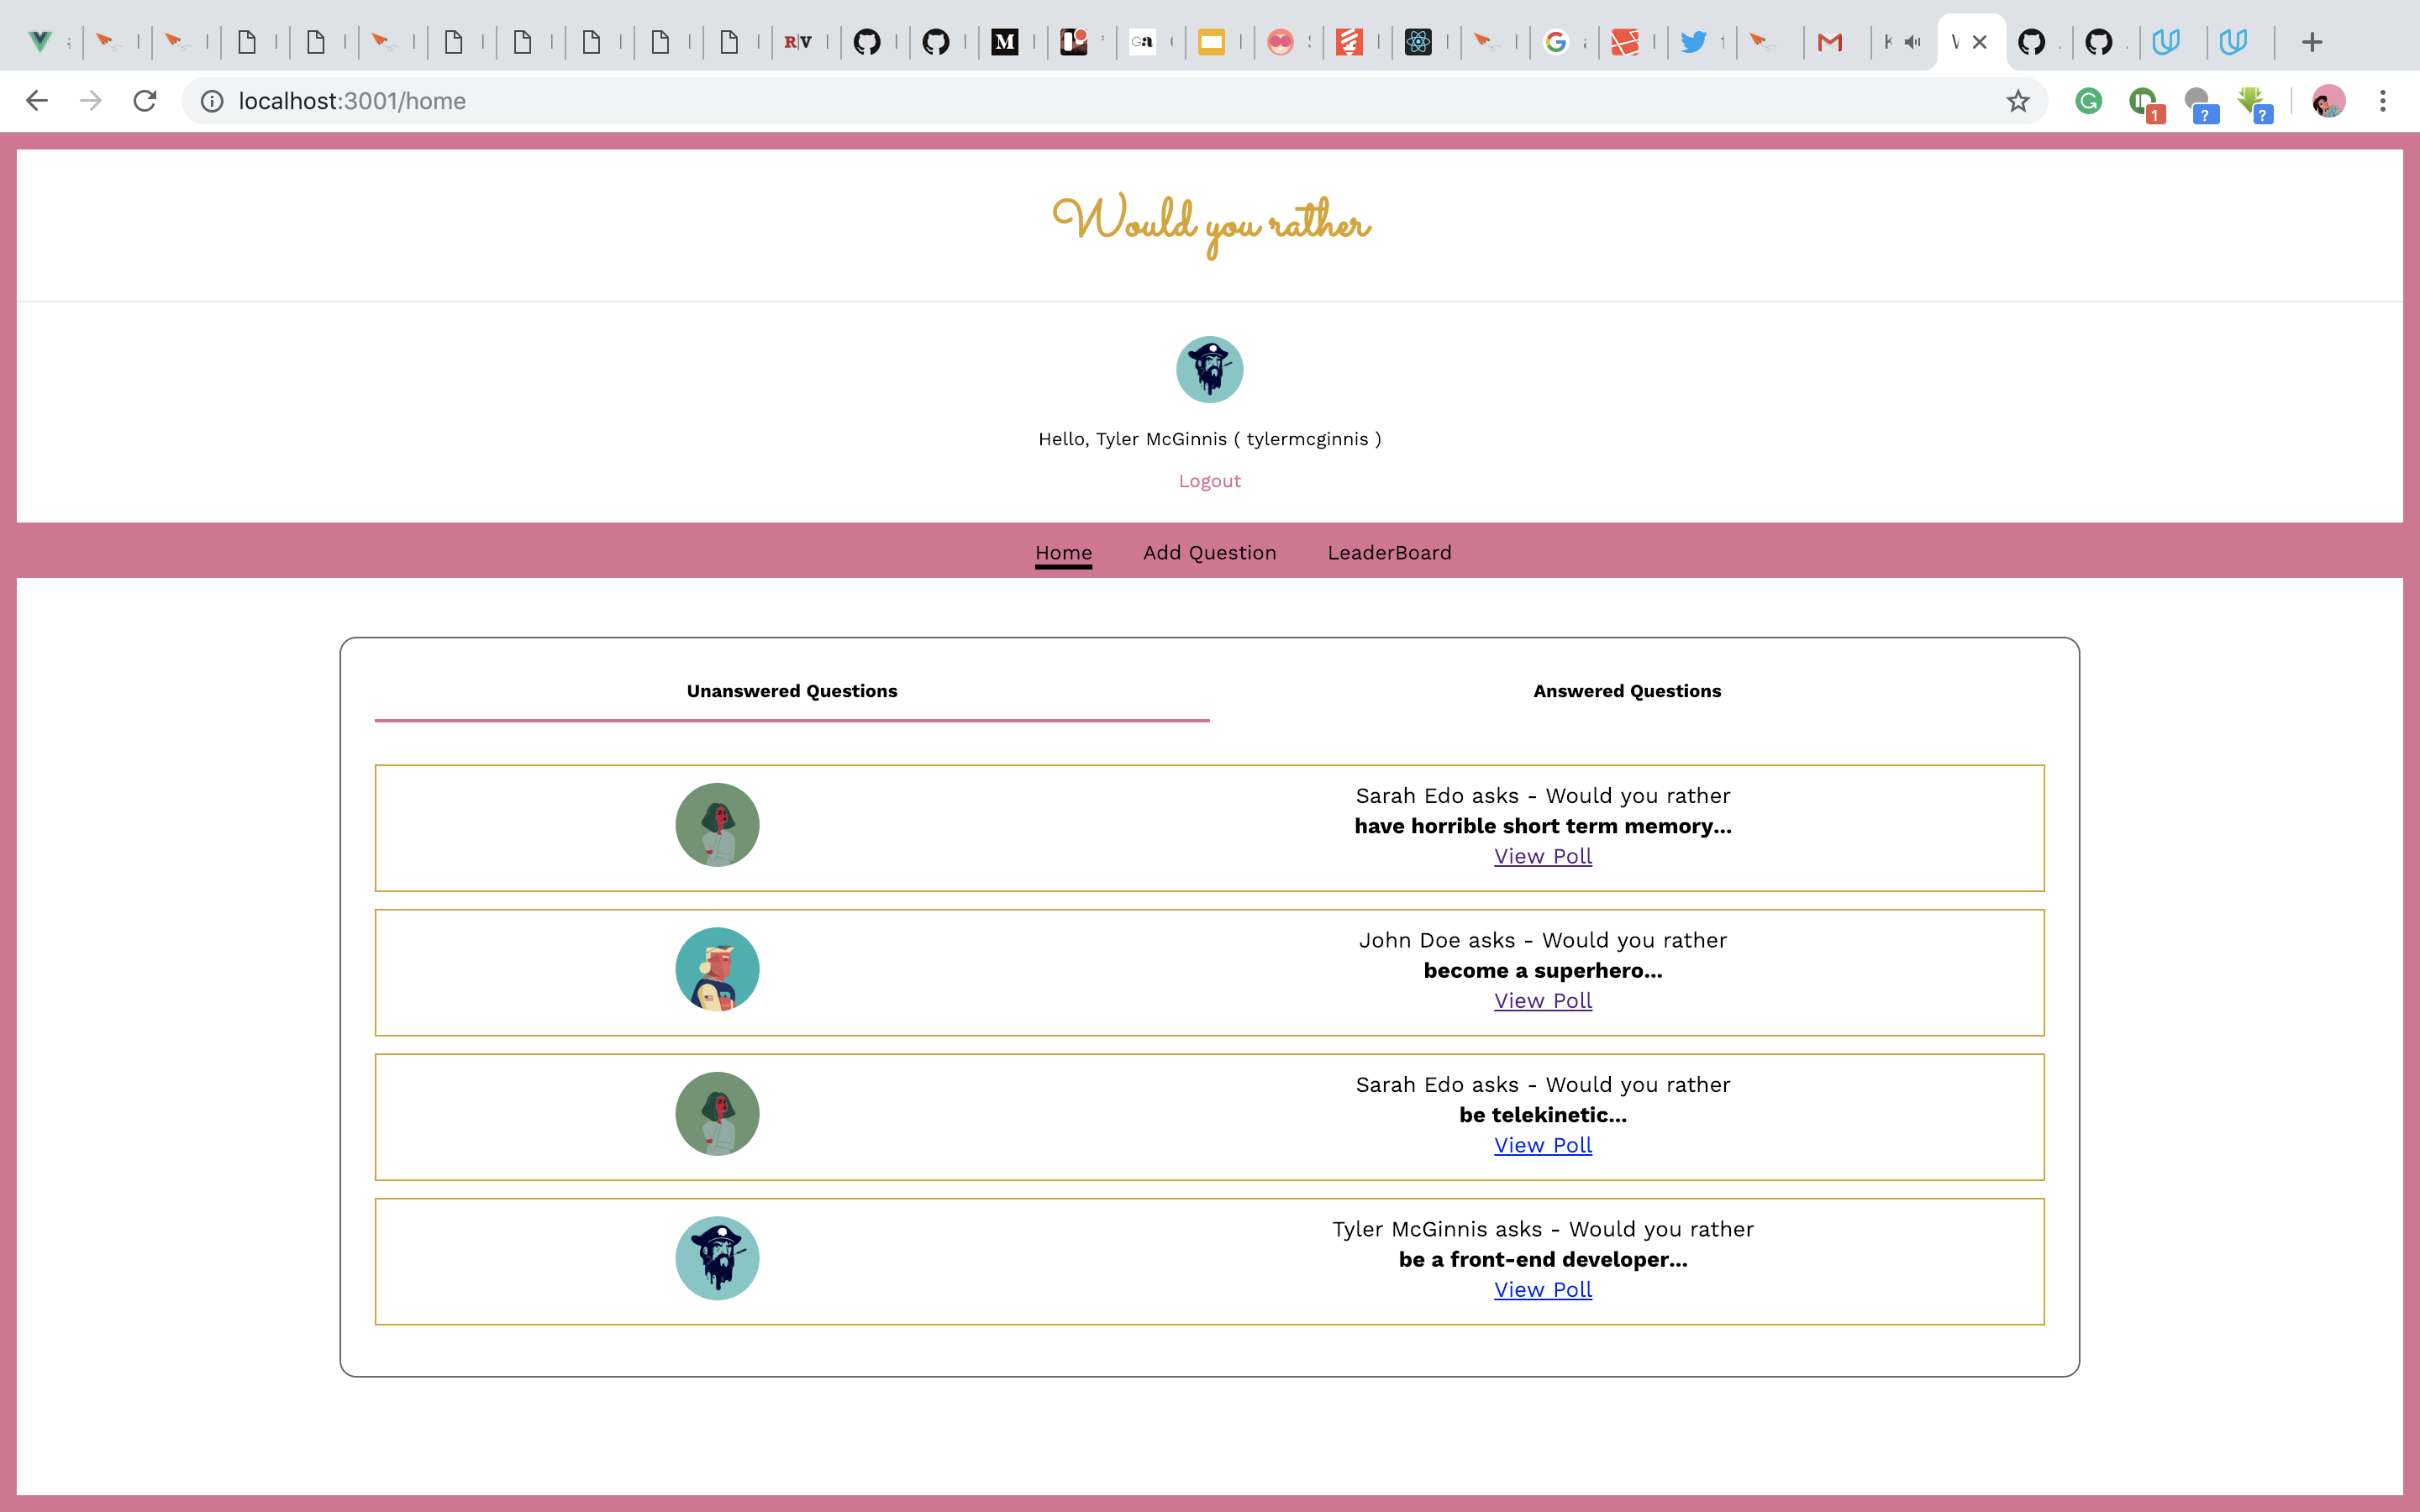 R|V
M
Ga
localhost:3001/home
1
?
?
Would you rather
Hello, Tyler McGinnis ( tylermcginnis )
Logout
Home Add Question LeaderBoard
Unanswered Questions Answered Questions
Sarah Edo asks - Would you rather
have horrible short term memory...
View Poll
John Doe asks - Would you rather
become a superhero...
View Poll
Sarah Edo asks - Would you rather
be telekinetic...
View Poll
Tyler McGinnis asks - Would you rather
be a front-end developer...
View Poll